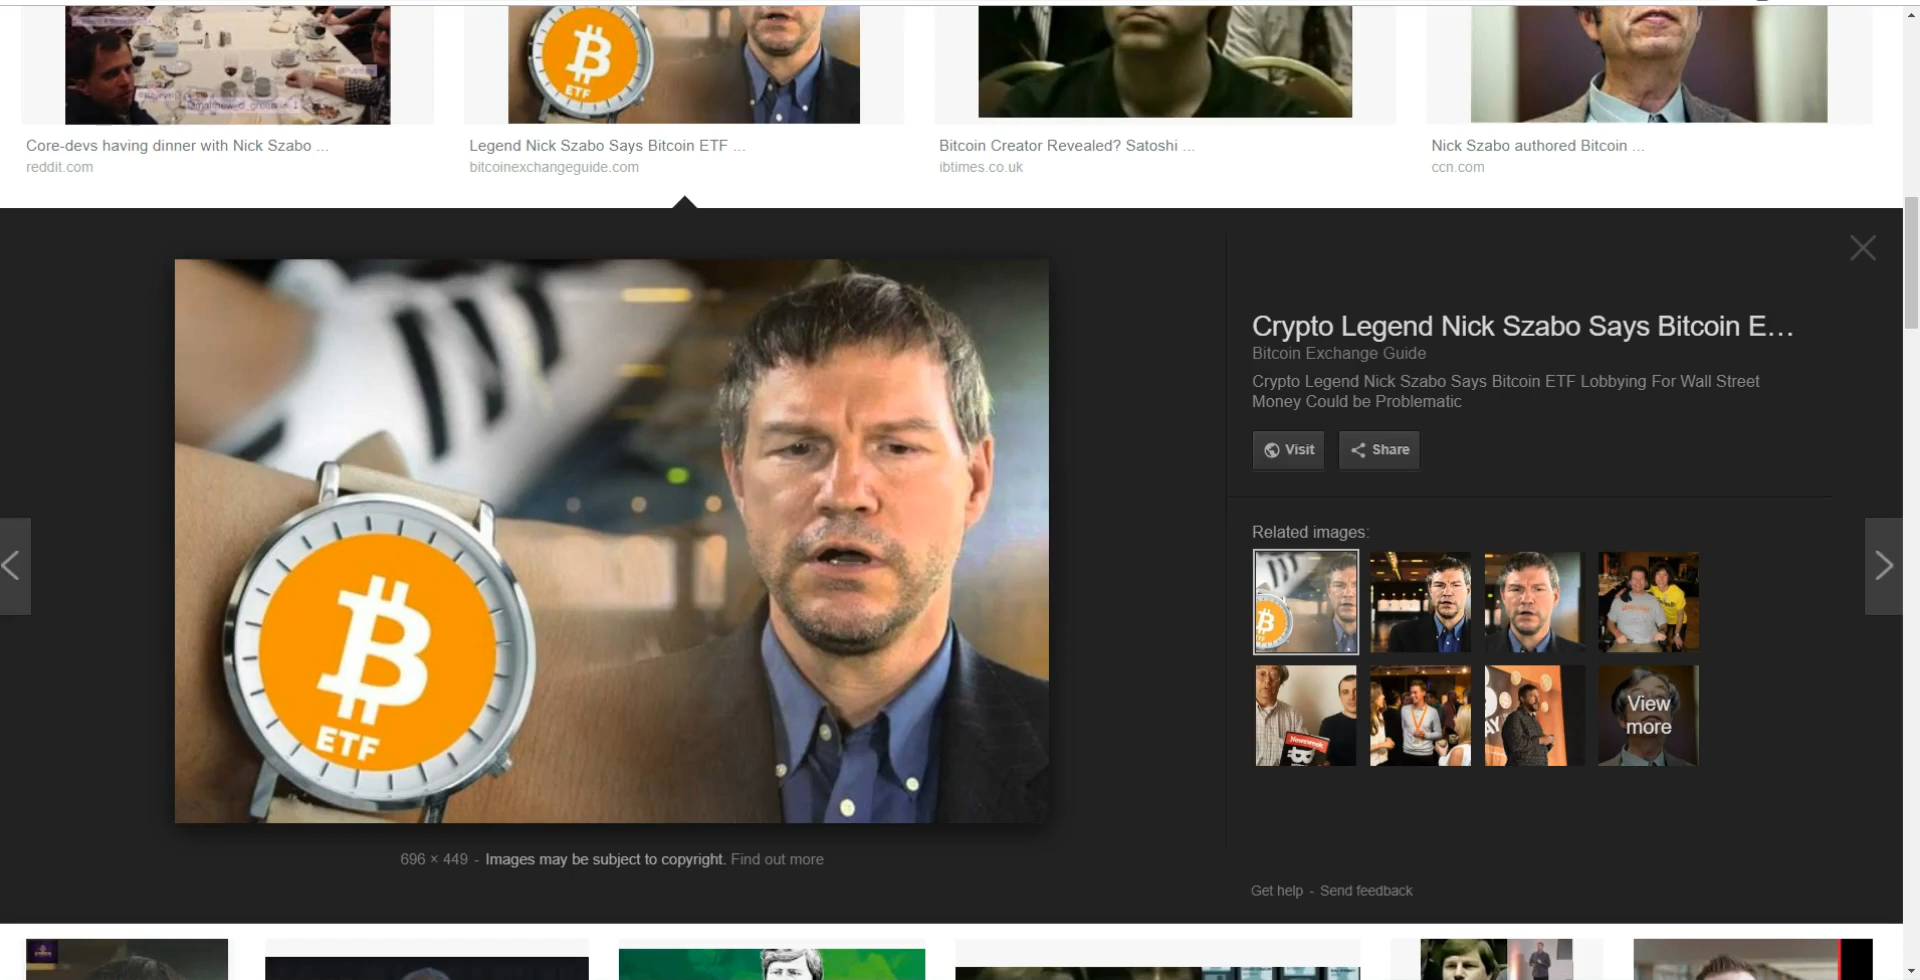 Core-devs having dinner with Nick Szabo ...
reddit.com
ETF
Legend Nick Szabo Says Bitcoin ETF ...
bitcoinexchangeguide.com
Bitcoin Creator Revealed? Satoshi ...
ibtimes.co.uk
Nick Szabo authored Bitcoin ...
ccn.com
ETF
696 × 449 - Images may be subject to copyright. Find out more
Crypto Legend Nick Szabo Says Bitcoin E...
Bitcoin Exchange Guide
Crypto Legend Nick Szabo Says Bitcoin ETF Lobbying For Wall Street
Money Could be Problematic
Visit
Share
Related images:
Newsweek
View
more
Get help - Send feedback